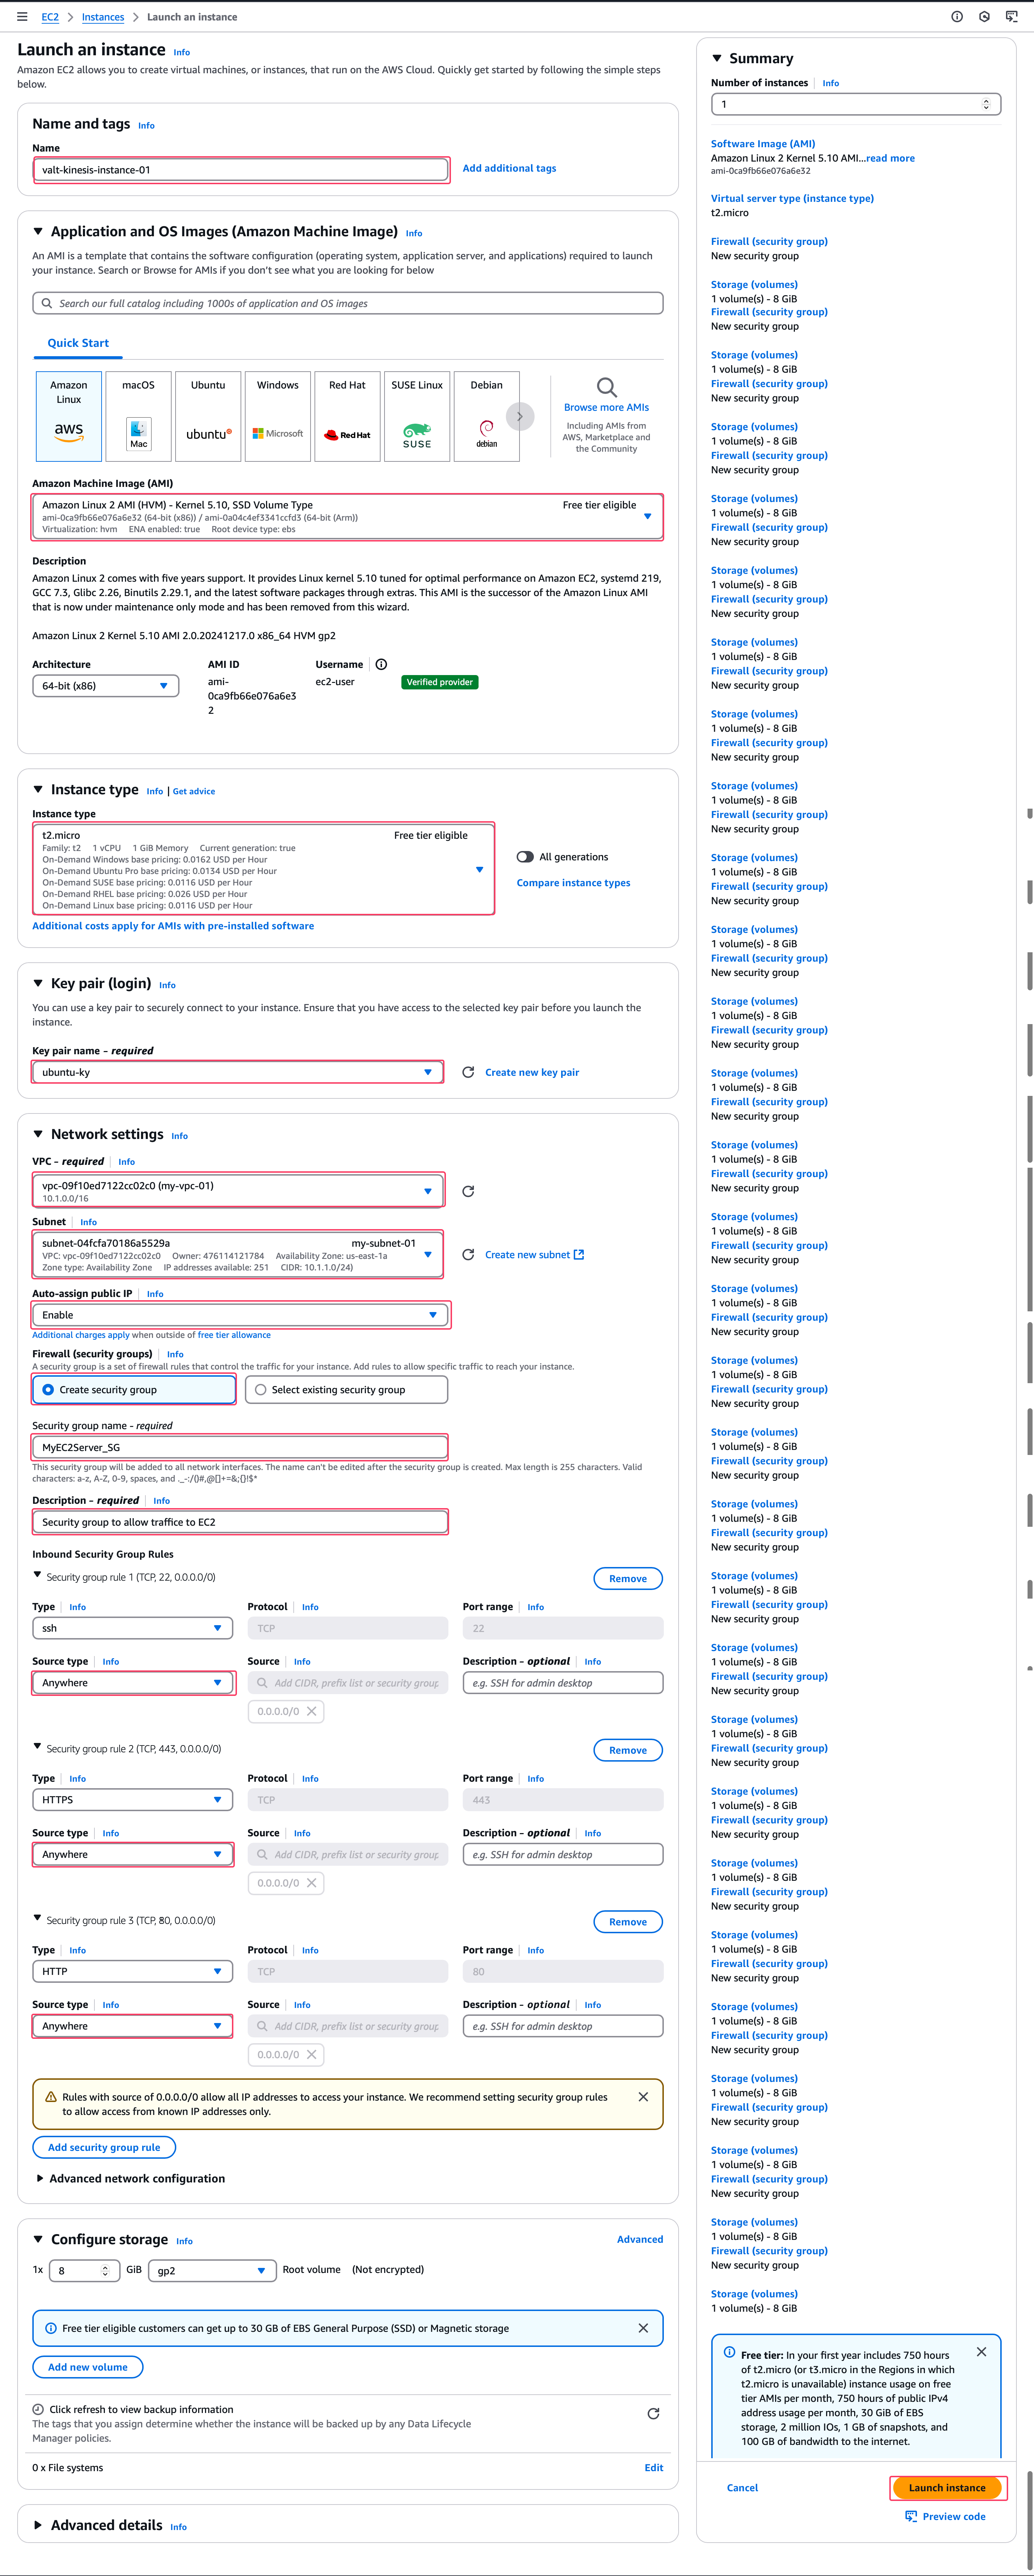 EC2 > Instances > Launch an instance
Launch an instance Info
Amazon EC2 allows you to create virtual machines, or instances, that run on the AWS Cloud. Quickly get started by following the simple steps
below.
Name and tags Info
Name
valt-kinesis-instance-01
Add additional tags
Application and OS Images (Amazon Machine Image) Info
An AMI is a template that contains the software configuration (operating system, application server, and applications) required to launch
your instance. Search or Browse for AMIs if you don't see what you are looking for below
Search our full catalog including 1000s of application and OS images
Quick Start
Amazon
Linux
aws
macOS
Mac
Ubuntu
ubuntu
Windows
Microsoft
Red Hat
Red Hat
SUSE Linux
SUSE
Debian
debian
Browse more AMIs
Including AMIs from
AWS, Marketplace and
the Community
Amazon Machine Image (AMI)
Amazon Linux 2 AMI (HVM) - Kernel 5.10, SSD Volume Type Free tier eligible
ami-0ca9fb66e076a6e32 (64-bit (x86)) / ami-0a04c4ef3341ccfd3 (64-bit (Arm))
Virtualization: hvm ENA enabled: true Root device type: ebs
Description
Amazon Linux 2 comes with five years support. It provides Linux kernel 5.10 tuned for optimal performance on Amazon EC2, systemd 219,
GCC 7.3, Glibc 2.26, Binutils 2.29.1, and the latest software packages through extras. This AMI is the successor of the Amazon Linux AMI
that is now under maintenance only mode and has been removed from this wizard.
Amazon Linux 2 Kernel 5.10 AMI 2.0.20241217.0 x86_64 HVM gp2
Architecture AMI ID Username
64-bit (x86)
ami-
0ca9fb66e076a6e3
2
ec2-user
Verified provider
Instance type Info | Get advice
Instance type
t2.micro Free tier eligible
Family: t2 1 vCPU 1 GiB Memory Current generation: true
On-Demand Windows base pricing: 0.0162 USD per Hour
On-Demand Ubuntu Pro base pricing: 0.0134 USD per Hour
On-Demand SUSE base pricing: 0.0116 USD per Hour
On-Demand RHEL base pricing: 0.026 USD per Hour
On-Demand Linux base pricing: 0.0116 USD per Hour
All generations
Compare instance types
Additional costs apply for AMIs with pre-installed software
Key pair (login) Info
You can use a key pair to securely connect to your instance. Ensure that you have access to the selected key pair before you launch the
instance.
Key pair name - required
ubuntu-ky
Create new key pair
Network settings Info
VPC - required Info
vpc-09f10ed7122cc02c0 (my-vpc-01)
10.1.0.0/16
Subnet Info
subnet-04fcfa70186a5529a my-subnet-01
VPC: vpc-09f10ed7122cc02c0 Owner: 476114121784 Availability Zone: us-east-1a
Zone type: Availability Zone IP addresses available: 251 CIDR: 10.1.1.0/24)
Create new subnet
Auto-assign public IP Info
Enable
Additional charges apply when outside of free tier allowance
Firewall (security groups) Info
A security group is a set of firewall rules that control the traffic for your instance. Add rules to allow specific traffic to reach your instance.
Create security group
Select existing security group
Security group name - required
MyEC2Server_SG
This security group will be added to all network interfaces. The name can't be edited after the security group is created. Max length is 255 characters. Valid
characters: a-z, A-Z, 0-9, spaces, and ._-:/()#,@[]+=&;{}!$*
Description - required Info
Security group to allow traffice to EC2
Inbound Security Group Rules
Security group rule 1 (TCP, 22, 0.0.0.0/0) Remove
Type Info Protocol Info Port range Info
ssh TCP 22
Source type Info Source Info Description - optional Info
Anywhere Add CIDR, prefix list or security group e.g. SSH for admin desktop
0.0.0.0/0
Security group rule 2 (TCP, 443, 0.0.0.0/0) Remove
Type Info Protocol Info Port range Info
HTTPS TCP 443
Source type Info Source Info Description - optional Info
Anywhere Add CIDR, prefix list or security group e.g. SSH for admin desktop
0.0.0.0/0
Security group rule 3 (TCP, 80, 0.0.0.0/0) Remove
Type Info Protocol Info Port range Info
HTTP TCP 80
Source type Info Source Info Description - optional Info
Anywhere Add CIDR, prefix list or security group e.g. SSH for admin desktop
0.0.0.0/0
Rules with source of 0.0.0.0/0 allow all IP addresses to access your instance. We recommend setting security group rules
to allow access from known IP addresses only.
Add security group rule
Advanced network configuration
Configure storage Info Advanced
1x 8 GiB gp2 Root volume (Not encrypted)
Free tier eligible customers can get up to 30 GB of EBS General Purpose (SSD) or Magnetic storage
Add new volume
Click refresh to view backup information
The tags that you assign determine whether the instance will be backed up by any Data Lifecycle
Manager policies.
0 x File systems Edit
Advanced details Info
Summary
Number of instances Info
1
Software Image (AMI)
Amazon Linux 2 Kernel 5.10 AMI...read more
ami-0ca9fb66e076a6e32
Virtual server type (instance type)
t2.micro
Firewall (security group)
New security group
Storage (volumes)
1 volume(s) - 8 GiB
Firewall (security group)
New security group
Storage (volumes)
1 volume(s) - 8 GiB
Firewall (security group)
New security group
Storage (volumes)
1 volume(s) - 8 GiB
Firewall (security group)
New security group
Storage (volumes)
1 volume(s) - 8 GiB
Firewall (security group)
New security group
Storage (volumes)
1 volume(s) - 8 GiB
Firewall (security group)
New security group
Storage (volumes)
1 volume(s) - 8 GiB
Firewall (security group)
New security group
Storage (volumes)
1 volume(s) - 8 GiB
Firewall (security group)
New security group
Storage (volumes)
1 volume(s) - 8 GiB
Firewall (security group)
New security group
Storage (volumes)
1 volume(s) - 8 GiB
Firewall (security group)
New security group
Storage (volumes)
1 volume(s) - 8 GiB
Firewall (security group)
New security group
Storage (volumes)
1 volume(s) - 8 GiB
Firewall (security group)
New security group
Storage (volumes)
1 volume(s) - 8 GiB
Firewall (security group)
New security group
Storage (volumes)
1 volume(s) - 8 GiB
Firewall (security group)
New security group
Storage (volumes)
1 volume(s) - 8 GiB
Firewall (security group)
New security group
Storage (volumes)
1 volume(s) - 8 GiB
Firewall (security group)
New security group
Storage (volumes)
1 volume(s) - 8 GiB
Firewall (security group)
New security group
Storage (volumes)
1 volume(s) - 8 GiB
Firewall (security group)
New security group
Storage (volumes)
1 volume(s) - 8 GiB
Firewall (security group)
New security group
Storage (volumes)
1 volume(s) - 8 GiB
Firewall (security group)
New security group
Storage (volumes)
1 volume(s) - 8 GiB
Firewall (security group)
New security group
Storage (volumes)
1 volume(s) - 8 GiB
Firewall (security group)
New security group
Storage (volumes)
1 volume(s) - 8 GiB
Firewall (security group)
New security group
Storage (volumes)
1 volume(s) - 8 GiB
Firewall (security group)
New security group
Storage (volumes)
1 volume(s) - 8 GiB
Firewall (security group)
New security group
Storage (volumes)
1 volume(s) - 8 GiB
Firewall (security group)
New security group
Storage (volumes)
1 volume(s) - 8 GiB
Firewall (security group)
New security group
Storage (volumes)
1 volume(s) - 8 GiB
Firewall (security group)
New security group
Storage (volumes)
1 volume(s) - 8 GiB
Free tier: In your first year includes 750 hours
of t2.micro (or t3.micro in the Regions in which
t2.micro is unavailable) instance usage on free
tier AMIs per month, 750 hours of public IPv4
address usage per month, 30 GiB of EBS
storage, 2 million IOs, 1 GB of snapshots, and
100 GB of bandwidth to the internet.
Cancel Launch instance
Preview code